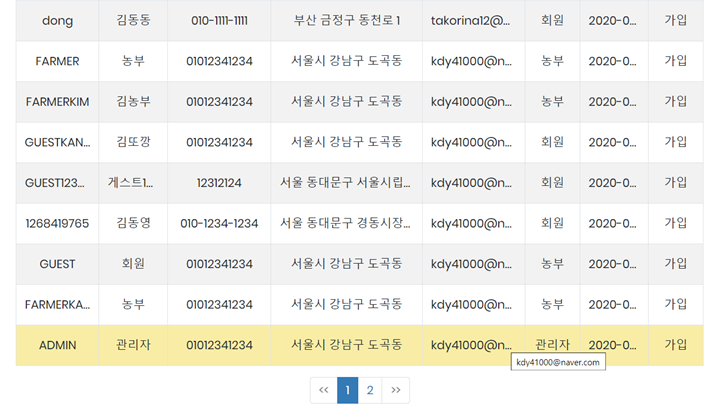 dong 김동동 010-1111-1111 부산 금정구 동천로 1 takorina12@... 회원 2020-0... 가입
FARMER 농부 01012341234 서울시 강남구 도곡동 kdy41000@n... 농부 2020-0... 가입
FARMERKIM 김농부 01012341234 서울시 강남구 도곡동 kdy41000@n... 농부 2020-0... 가입
GUESTKAN... 김또깡 01012341234 서울시 강남구 도곡동 kdy41000@n... 회원 2020-0... 가입
GUEST123... 게스트1... 12312124 서울 동대문구 서울시립... kdy41000@n... 회원 2020-0... 가입
1268419765 김동영 010-1234-1234 서울 동대문구 경동시장... kdy41000@n... 회원 2020-0... 가입
GUEST 회원 01012341234 서울시 강남구 도곡동 kdy41000@n... 농부 2020-0... 가입
FARMERKA... 농부 01012341234 서울시 강남구 도곡동 kdy41000@n... 농부 2020-0... 가입
ADMIN 관리자 01012341234 서울시 강남구 도곡동 kdy41000@n... 관리자 2020-0... 가입
kdy41000@naver.com
<< 1 2 >>